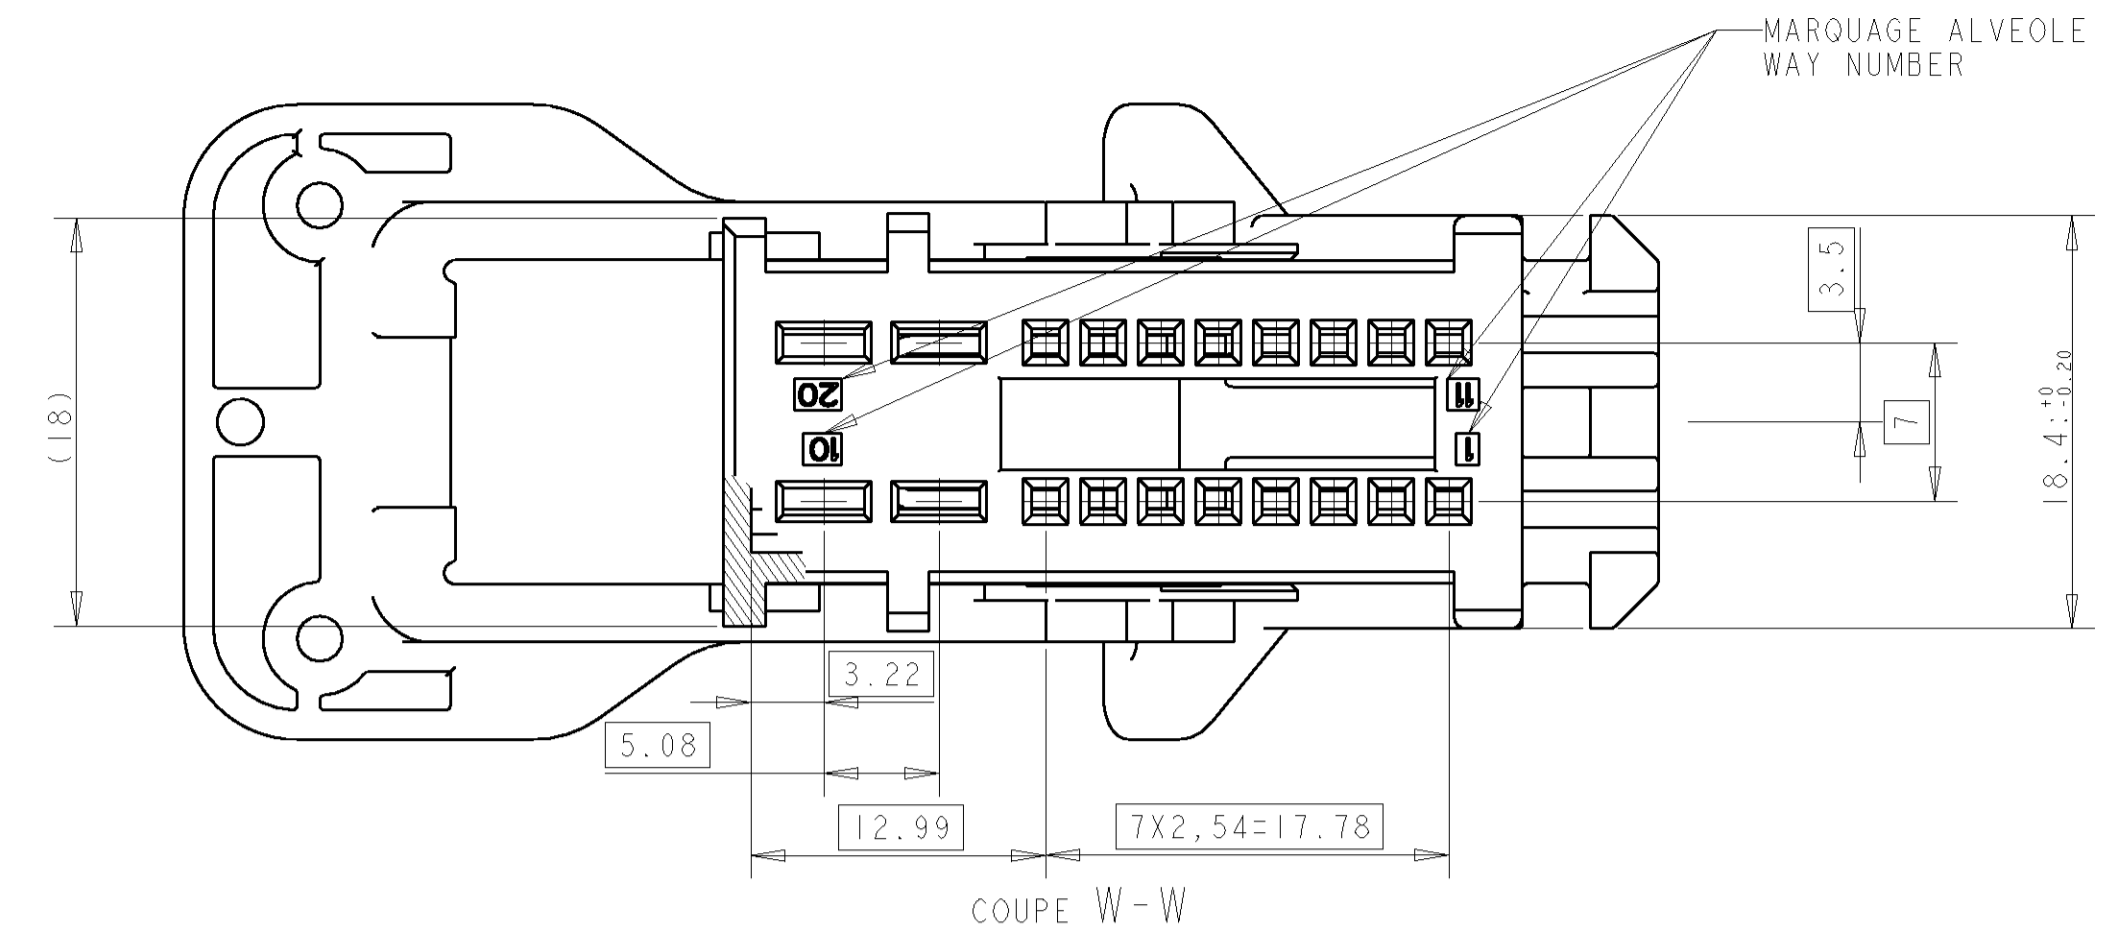 MARQUAGE ALVEOLE
WAY NUMBER
3.5
(18)
20
11
10
1
7
18.4:+0 -0.20
3.22
5.08
12.99
7X2,54=17.78
COUPE W-W